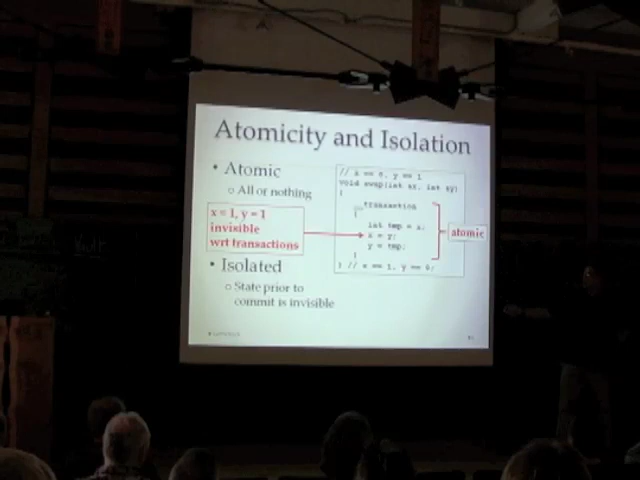 Atomicity and Isolation
• Atomic
o All or nothing
x = 1, y = 1
invisible
wrt transactions
• Isolated
o State prior to
commit is invisible
// x == 0, y == 1
void swap(int &x, int &y)
{
__transaction
{
int tmp = x;
x = y;
y = tmp;
}
} // x == 1, y == 0;
atomic